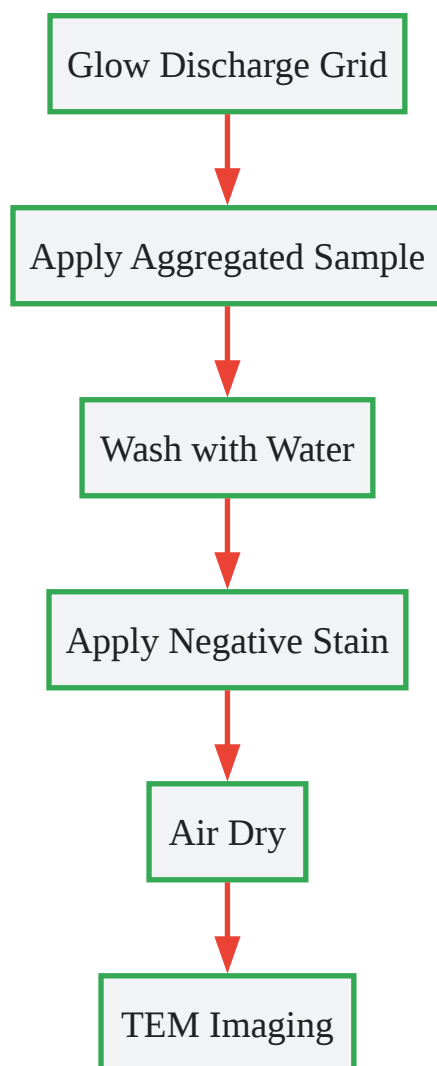 Glow Discharge Grid
Apply Aggregated Sample
Wash with Water
Apply Negative Stain
Air Dry
TEM Imaging